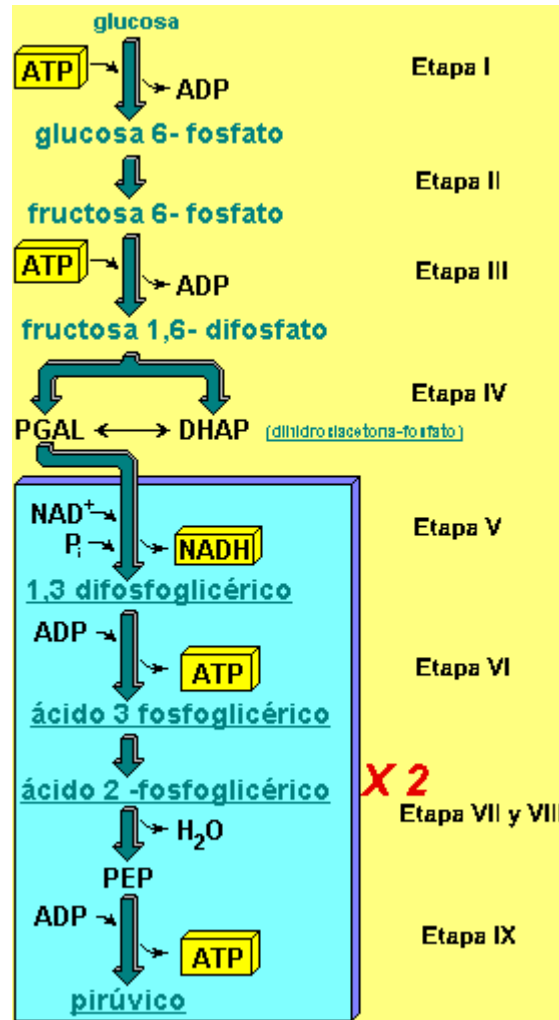 glucosa
ATP
ADP
Etapa I
glucosa 6- fosfato
Etapa II
fructosa 6- fosfato
ATP
ADP
Etapa III
fructosa 1,6- difosfato
Etapa IV
PGAL DHAP (dihidroxiacetona-fosfato)
NAD+
Pi
NADH
Etapa V
1,3 difosfoglicérico
ADP
ATP
Etapa VI
ácido 3 fosfoglicérico
X 2
ácido 2 -fosfoglicérico
Etapa VII y VIII
H2O
PEP
ADP
ATP
Etapa IX
pirúvico